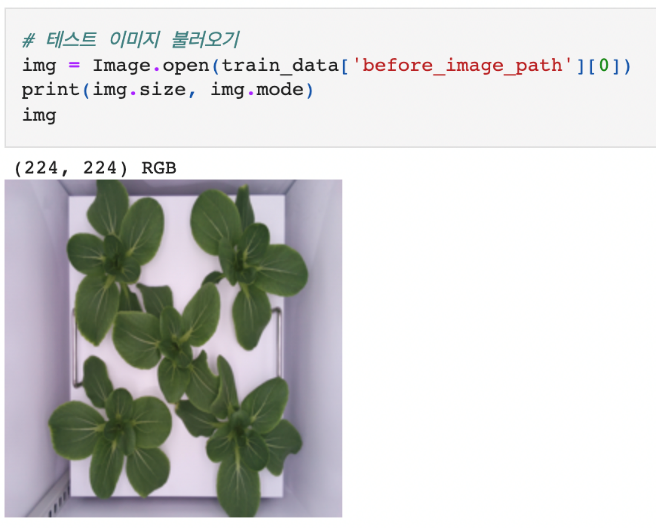 # 테스트 이미지 불러오기
img = Image.open(train_data['before_image_path'][0])
print(img.size, img.mode)
img
(224, 224) RGB